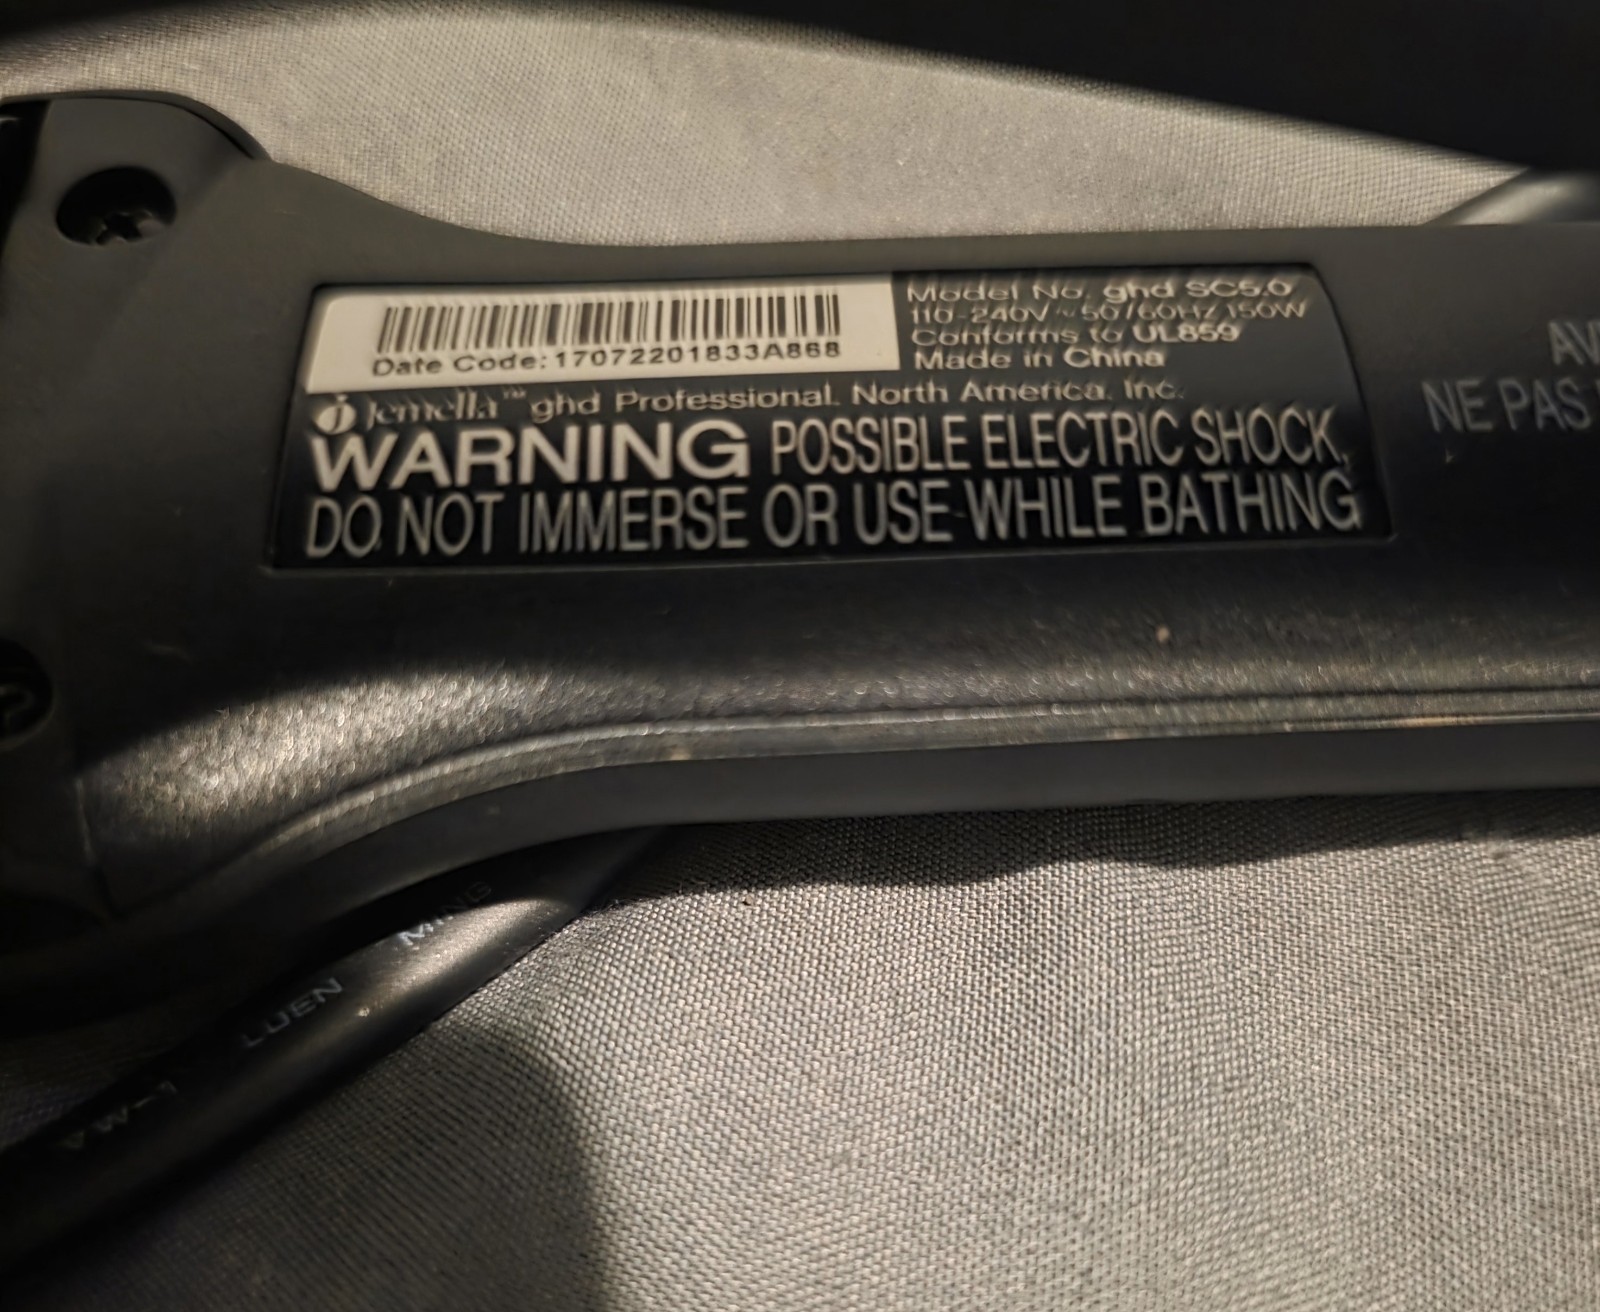 Date Code: 17072201833A868
Model No. ghd SC5.0
110-240V ~ 50/60Hz 150W
Conforms to UL859
Made in China
jemella™ ghd Professional. North America. Inc.
WARNING POSSIBLE ELECTRIC SHOCK,
DO NOT IMMERSE OR USE WHILE BATHING
NE PAS
LUEN MING